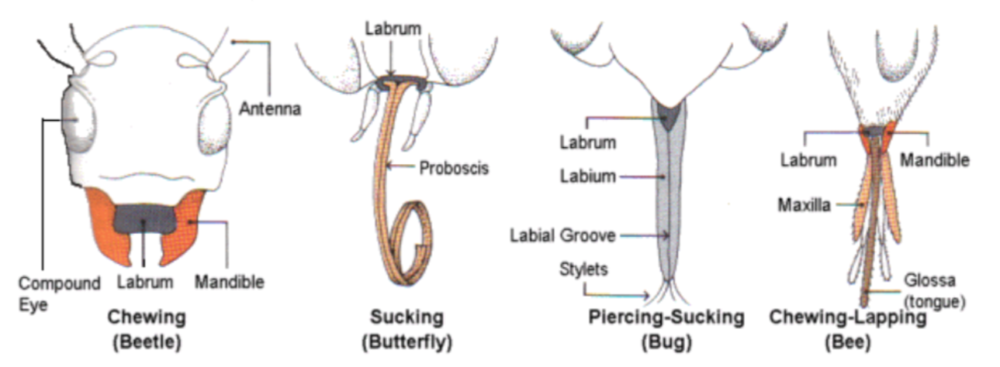 Antenna
Compound
Eye
Labrum
Mandible
Chewing
(Beetle)
Labrum
Proboscis
Sucking
(Butterfly)
Labrum
Labium
Labial Groove
Stylets
Piercing-Sucking
(Bug)
Labrum
Mandible
Maxilla
Glossa
(tongue)
Chewing-Lapping
(Bee)